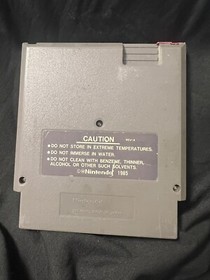 CAUTION
• DO NOT STORE IN EXTREME TEMPERATURES.
• DO NOT IMMERSE IN WATER.
• DO NOT CLEAN WITH BENZENE, THINNER,
ALCOHOL OR OTHER SUCH SOLVENTS.
©Nintendo 1985